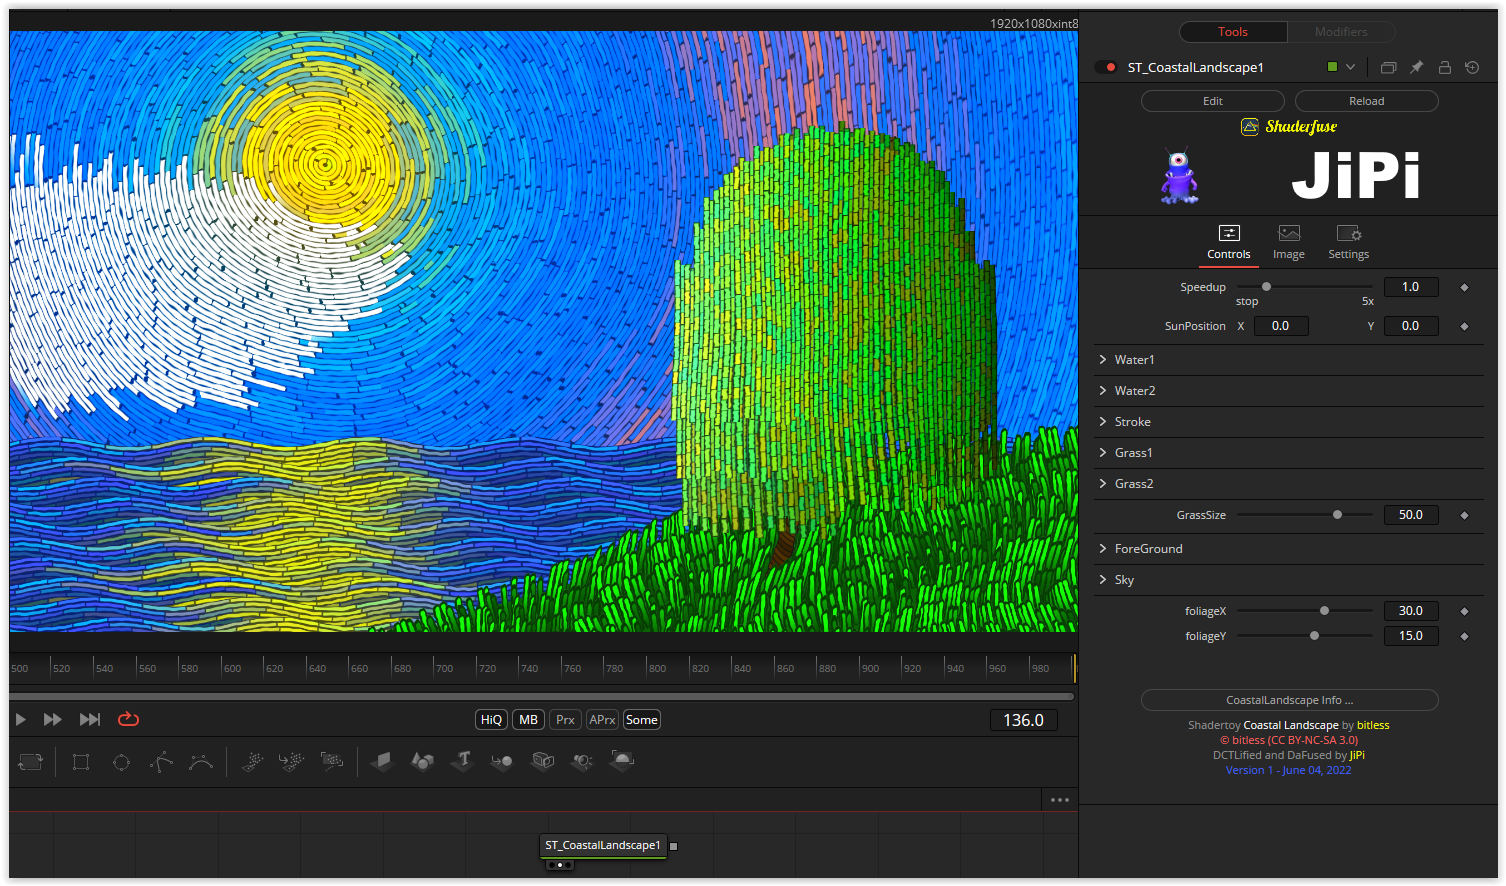 1920x1080xint8
Tools
Modifiers
ST_CoastalLandscape1
Edit
Reload
Shaderfuse
JiPi
Controls
Image
Settings
Speedup
1.0
stop
5x
SunPosition X 0.0 Y 0.0
Water1
Water2
Stroke
Grass1
Grass2
GrassSize 50.0
ForeGround
Sky
foliageX 30.0
foliageY 15.0
CoastalLandscape Info ...
Shadertoy Coastal Landscape by bitless
© bitless (CC BY-NC-SA 3.0)
DCTLified and DaFused by JiPi
Version 1 - June 04, 2022
500 520 540 560 580 600 620 640 660 680 700 720 740 760 780 800 820 840 860 880 900 920 940 960 980
HiQ MB Prx APrx Some
136.0
ST_CoastalLandscape1